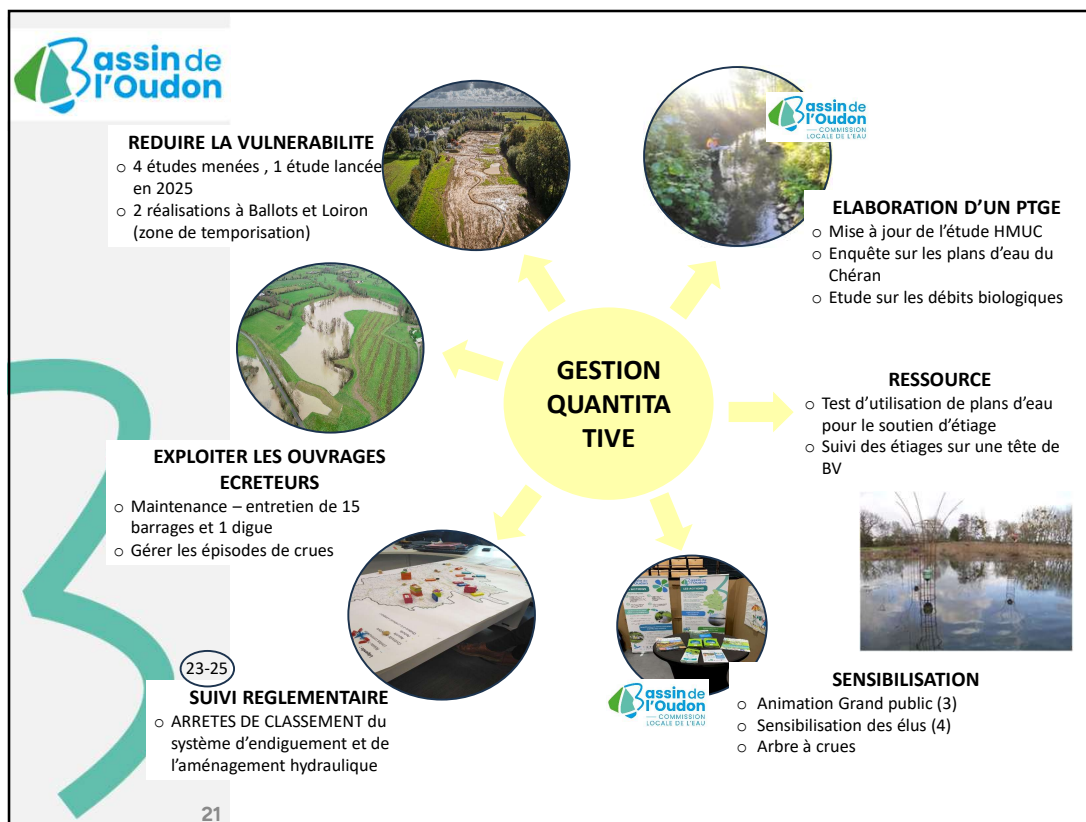 Bassin de
l'Oudon
REDUIRE LA VULNERABILITE
o 4 études menées , 1 étude lancée
en 2025
o 2 réalisations à Ballots et Loiron
(zone de temporisation)
EXPLOITER LES OUVRAGES
ECRETEURS
o Maintenance – entretien de 15
barrages et 1 digue
o Gérer les épisodes de crues
23-25
SUIVI REGLEMENTAIRE
o ARRETES DE CLASSEMENT du
système d'endiguement et de
l'aménagement hydraulique
GESTION
QUANTITA
TIVE
Bassin de
l'Oudon
COMMISSION
LOCALE DE L'EAU
ELABORATION D'UN PTGE
o Mise à jour de l'étude HMUC
o Enquête sur les plans d'eau du
Chéran
o Etude sur les débits biologiques
RESSOURCE
o Test d'utilisation de plans d'eau
pour le soutien d'étiage
o Suivi des étiages sur une tête de
BV
Bassin de
l'Oudon
COMMISSION
LOCALE DE L'EAU
SENSIBILISATION
o Animation Grand public (3)
o Sensibilisation des élus (4)
o Arbre à crues
21